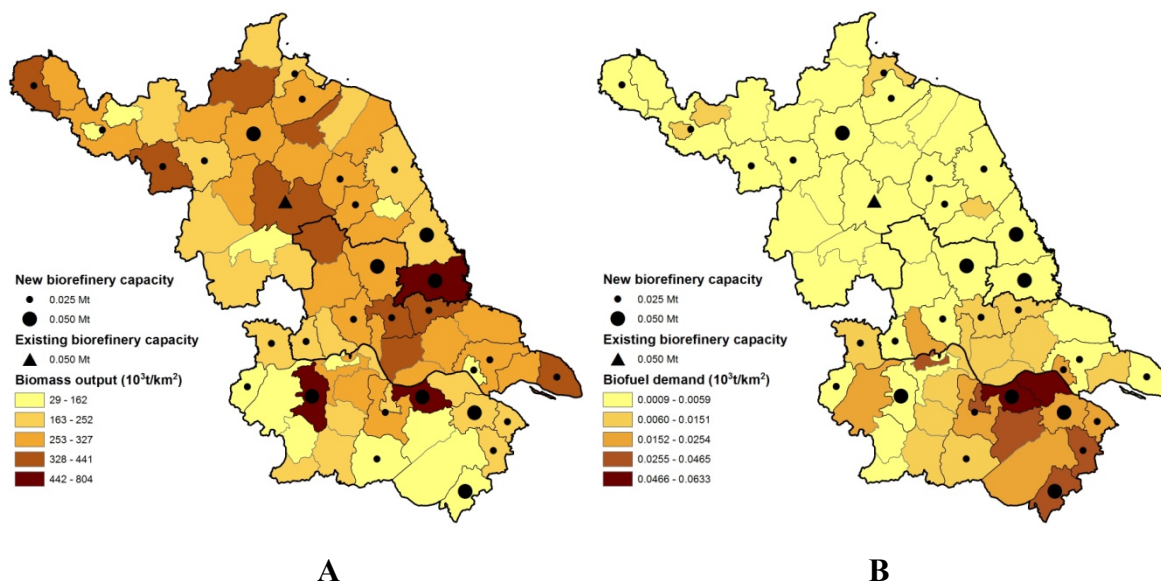 New biorefinery capacity
0.025 Mt
0.050 Mt
Existing biorefinery capacity
0.050 Mt
Biomass output (10³t/km²)
29 - 162
163 - 252
253 - 327
328 - 441
442 - 804
A
New biorefinery capacity
0.025 Mt
0.050 Mt
Existing biorefinery capacity
0.050 Mt
Biofuel demand (10³t/km²)
0.0009 - 0.0059
0.0060 - 0.0151
0.0152 - 0.0254
0.0255 - 0.0465
0.0466 - 0.0633
B